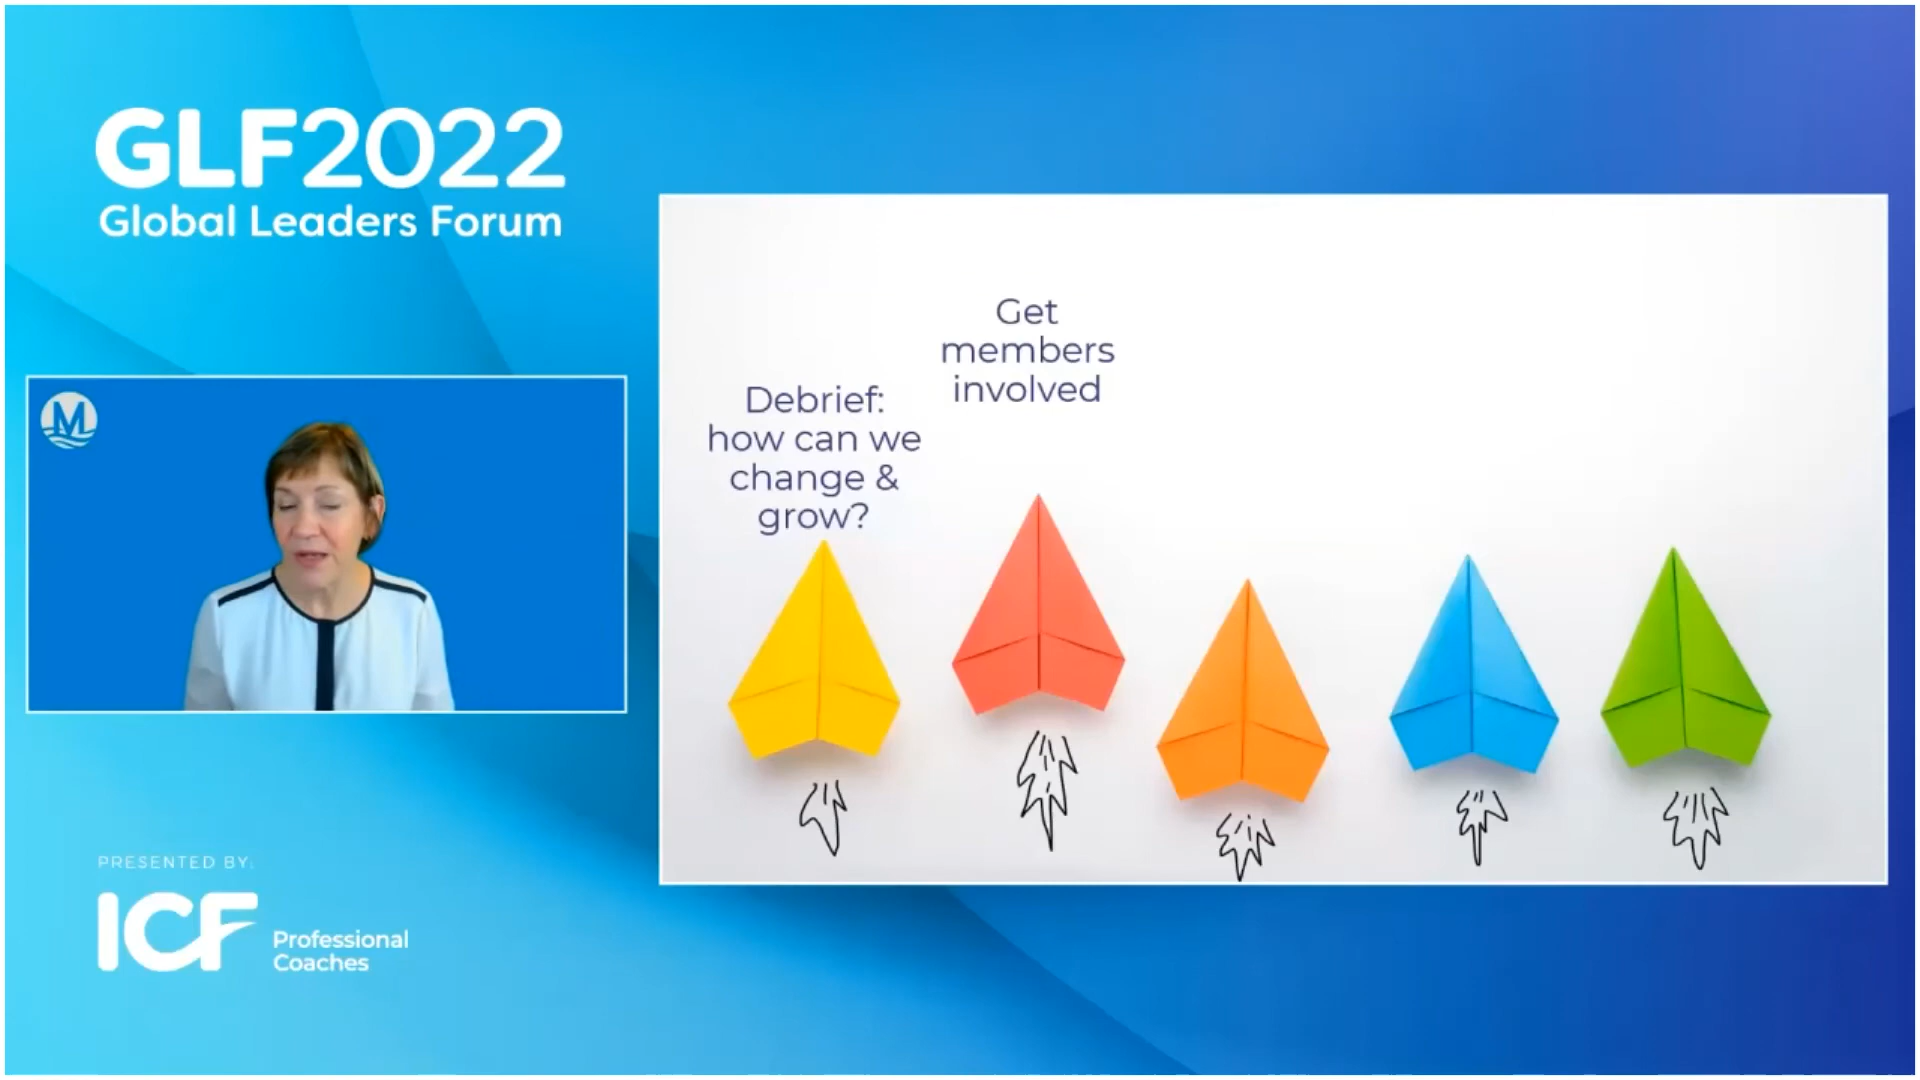 GLF2022
Global Leaders Forum
M
Get
members
involved
Debrief:
how can we
change &
grow?
PRESENTED BY:
ICF
Professional
Coaches